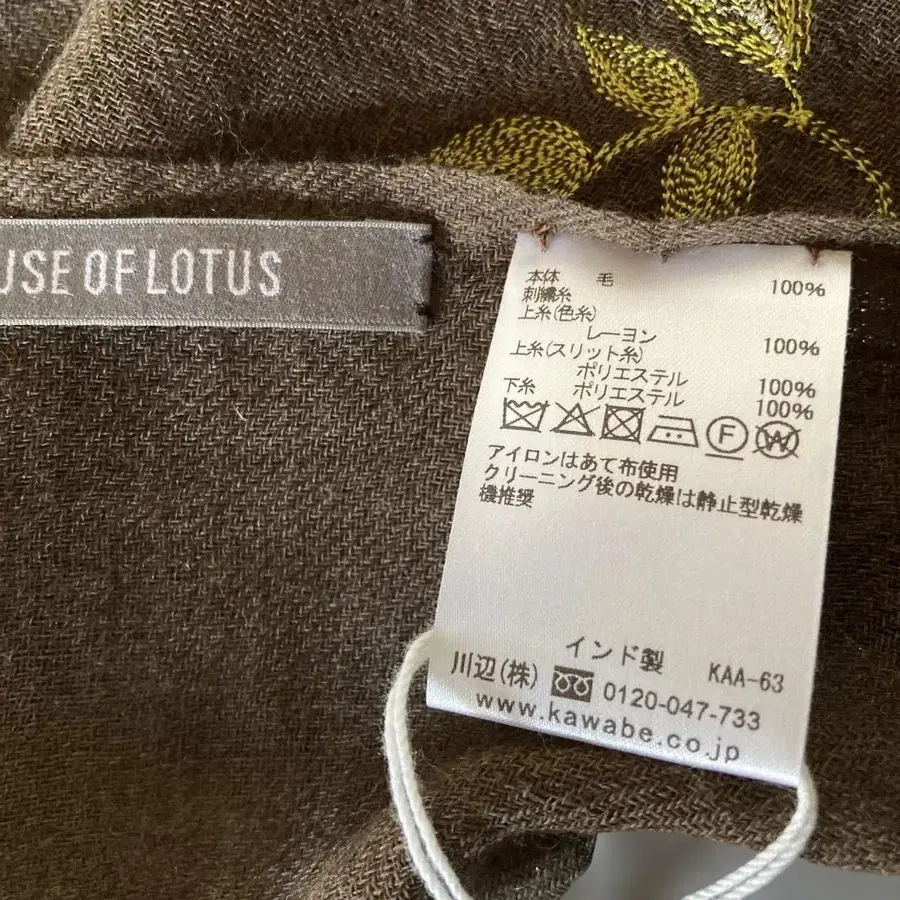 USE OF LOTUS
本体 毛 100%
刺繍糸
上糸(色糸)
レーヨン 100%
上糸(スリット糸)
ポリエステル 100%
下糸 ポリエステル 100%
F W
アイロンはあて布使用
クリーニング後の乾燥は静止型乾燥
機推奨
インド製 KAA-63
川辺(株) 0120-047-733
www.kawabe.co.jp